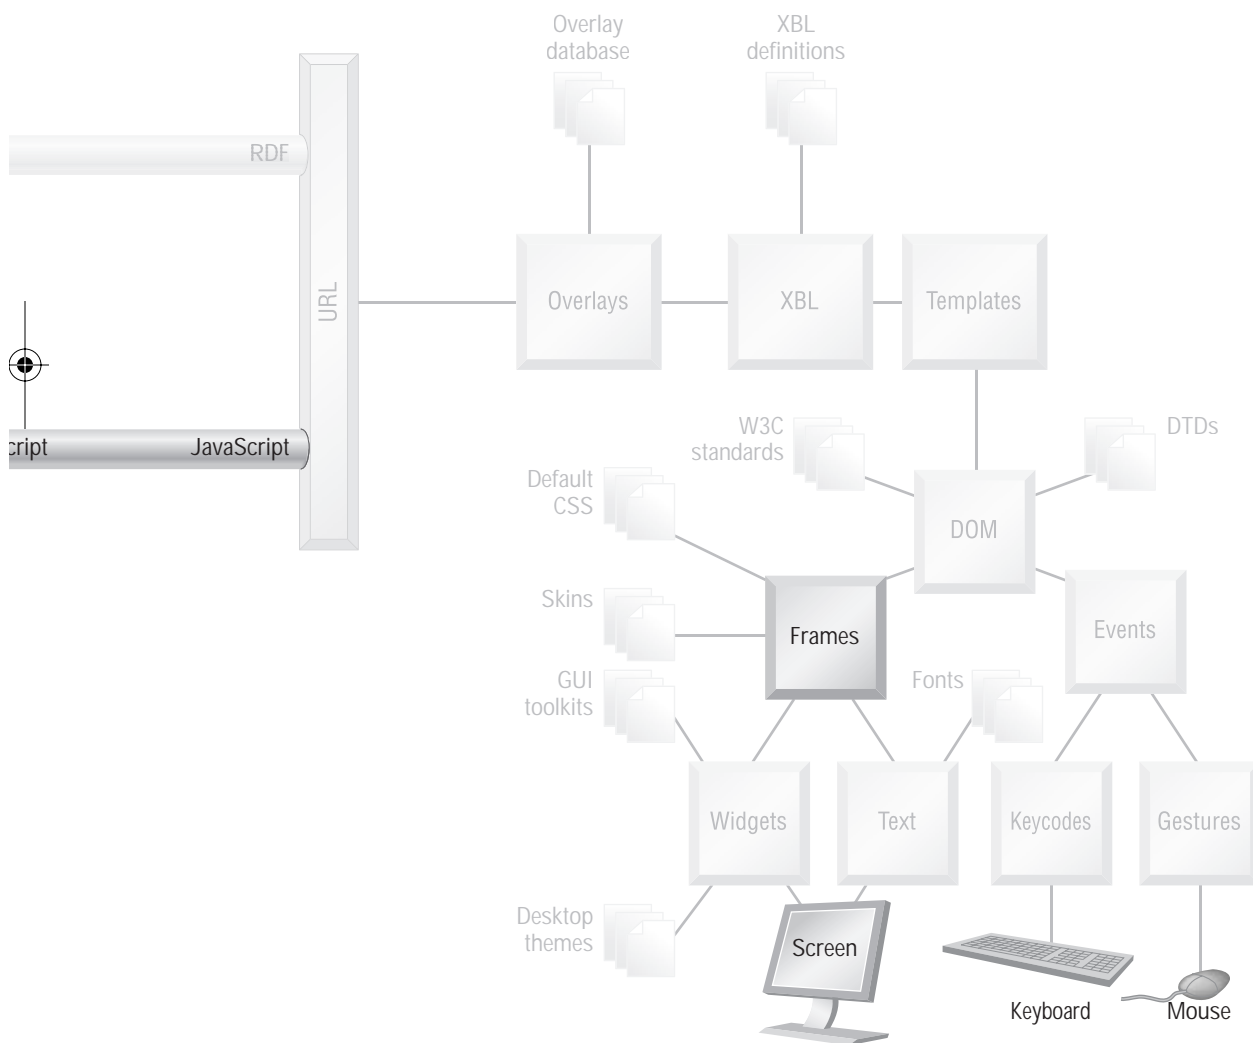 Overlay
database
XBL
definitions
RDF
URL
Overlays
XBL
Templates
W3C
standards
DTDs
cript
JavaScript
Default
CSS
DOM
Skins
Frames
Events
GUI
toolkits
Fonts
Widgets
Text
Keycodes
Gestures
Desktop
themes
Screen
Keyboard
Mouse